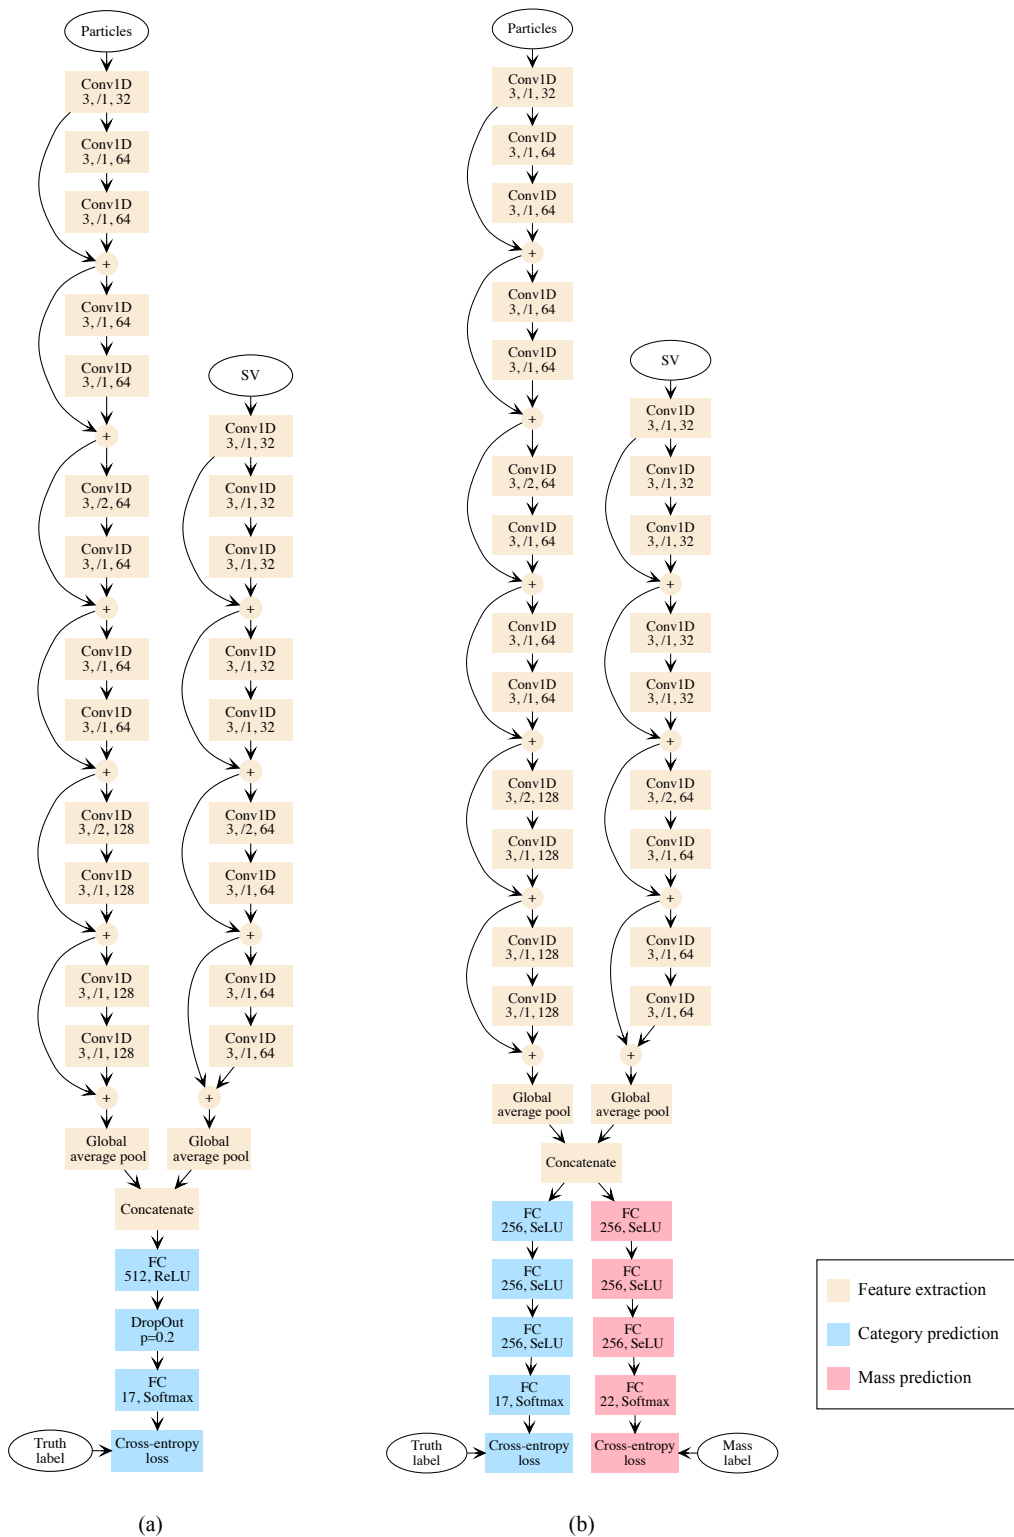 Particles
Conv1D
3, /1, 32
Conv1D
3, /1, 64
Conv1D
3, /1, 64
+
Conv1D
3, /1, 64
Conv1D
3, /1, 64
+
Conv1D
3, /2, 64
Conv1D
3, /1, 64
+
Conv1D
3, /1, 64
Conv1D
3, /1, 64
+
Conv1D
3, /2, 128
Conv1D
3, /1, 128
+
Conv1D
3, /1, 128
Conv1D
3, /1, 128
+
Global
average pool
SV
Conv1D
3, /1, 32
Conv1D
3, /1, 32
Conv1D
3, /1, 32
+
Conv1D
3, /1, 32
Conv1D
3, /1, 32
+
Conv1D
3, /2, 64
Conv1D
3, /1, 64
+
Conv1D
3, /1, 64
Conv1D
3, /1, 64
+
Global
average pool
Concatenate
FC
512, ReLU
DropOut
p=0.2
FC
17, Softmax
Truth
label
Cross-entropy
loss
(a)
Particles
Conv1D
3, /1, 32
Conv1D
3, /1, 64
Conv1D
3, /1, 64
+
Conv1D
3, /1, 64
Conv1D
3, /1, 64
+
Conv1D
3, /2, 64
Conv1D
3, /1, 64
+
Conv1D
3, /1, 64
Conv1D
3, /1, 64
+
Conv1D
3, /2, 128
Conv1D
3, /1, 128
+
Conv1D
3, /1, 128
Conv1D
3, /1, 128
+
Global
average pool
SV
Conv1D
3, /1, 32
Conv1D
3, /1, 32
Conv1D
3, /1, 32
+
Conv1D
3, /1, 32
Conv1D
3, /1, 32
+
Conv1D
3, /2, 64
Conv1D
3, /1, 64
+
Conv1D
3, /1, 64
Conv1D
3, /1, 64
+
Global
average pool
Concatenate
FC
256, SeLU
FC
256, SeLU
FC
256, SeLU
FC
17, Softmax
Truth
label
Cross-entropy
loss
FC
256, SeLU
FC
256, SeLU
FC
256, SeLU
FC
22, Softmax
Cross-entropy
loss
Mass
label
(b)
Feature extraction
Category prediction
Mass prediction